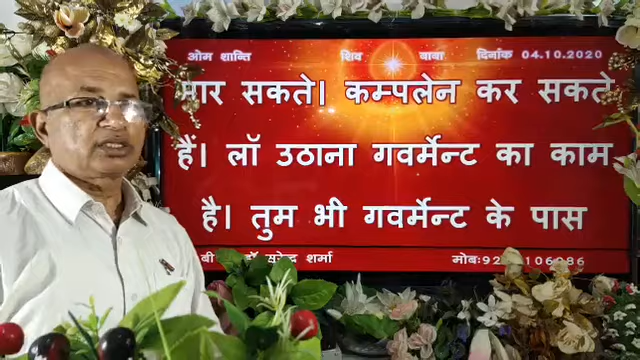 ओम शान्ति शिव बाबा दिनांक 04.10.2020
मार सकते। कम्पलेन कर सकते
हैं। लॉ उठाना गवर्मेन्ट का काम
है। तुम भी गवर्मेन्ट के पास
सुरेन्द्र शर्मा मोब: